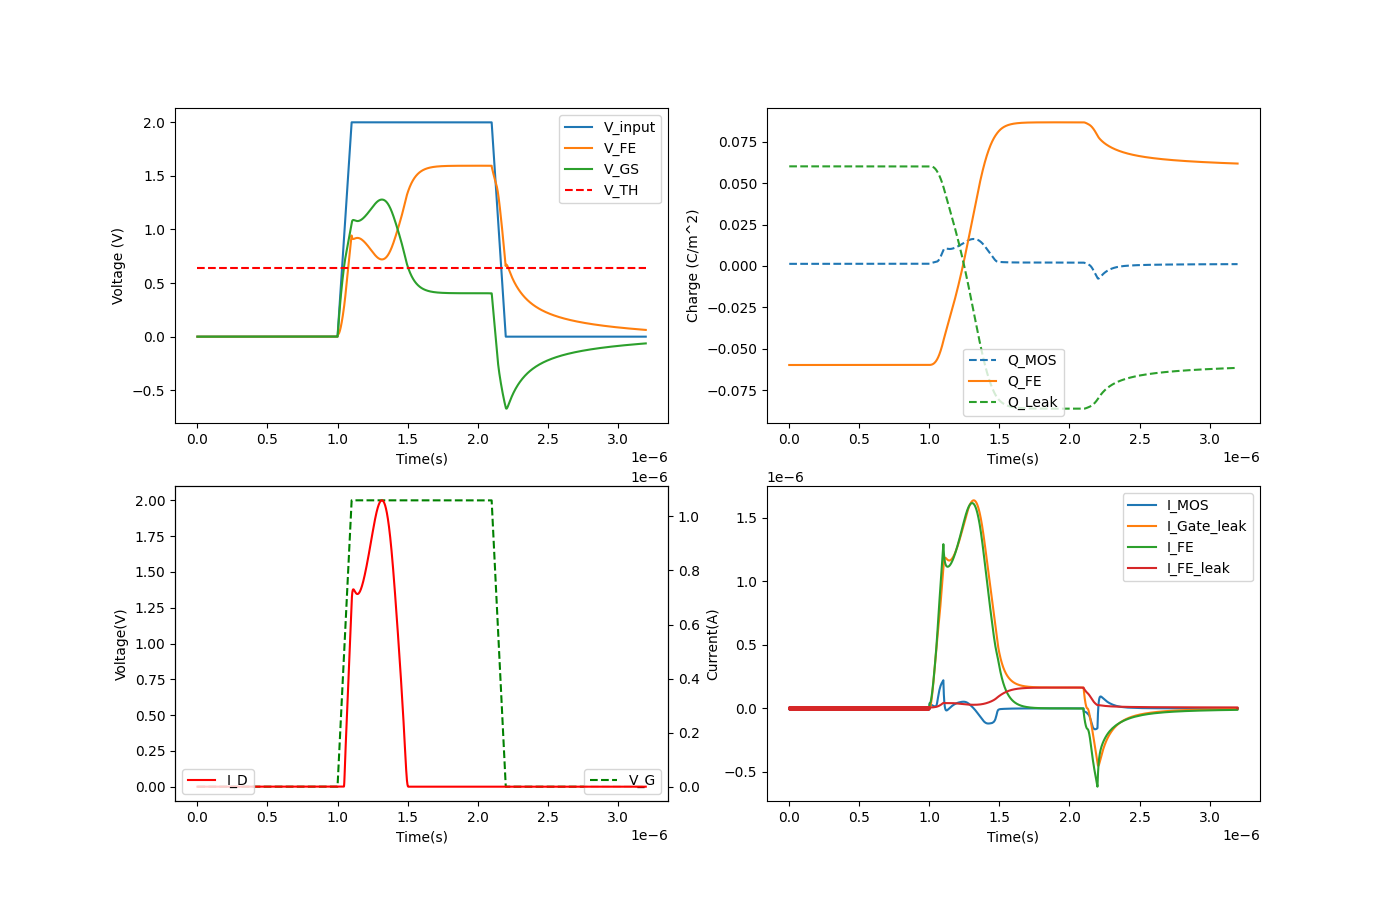 2.0
1.5
1.0
0.5
0.0
−0.5
Voltage (V)
V_input
V_FE
V_GS
V_TH
0.0 0.5 1.0 1.5 2.0 2.5 3.0
Time(s)
1e−6
0.075
0.050
0.025
0.000
−0.025
−0.050
−0.075
Charge (C/m^2)
Q_MOS
Q_FE
Q_Leak
0.0 0.5 1.0 1.5 2.0 2.5 3.0
Time(s)
1e−6
1e−6
2.00
1.75
1.50
1.25
1.00
0.75
0.50
0.25
0.00
Voltage(V)
I_D
V_G
1.0
0.8
0.6
0.4
0.2
0.0
Current(A)
0.0 0.5 1.0 1.5 2.0 2.5 3.0
Time(s)
1e−6
1e−6
1.5
1.0
0.5
0.0
−0.5
I_MOS
I_Gate_leak
I_FE
I_FE_leak
0.0 0.5 1.0 1.5 2.0 2.5 3.0
Time(s)
1e−6